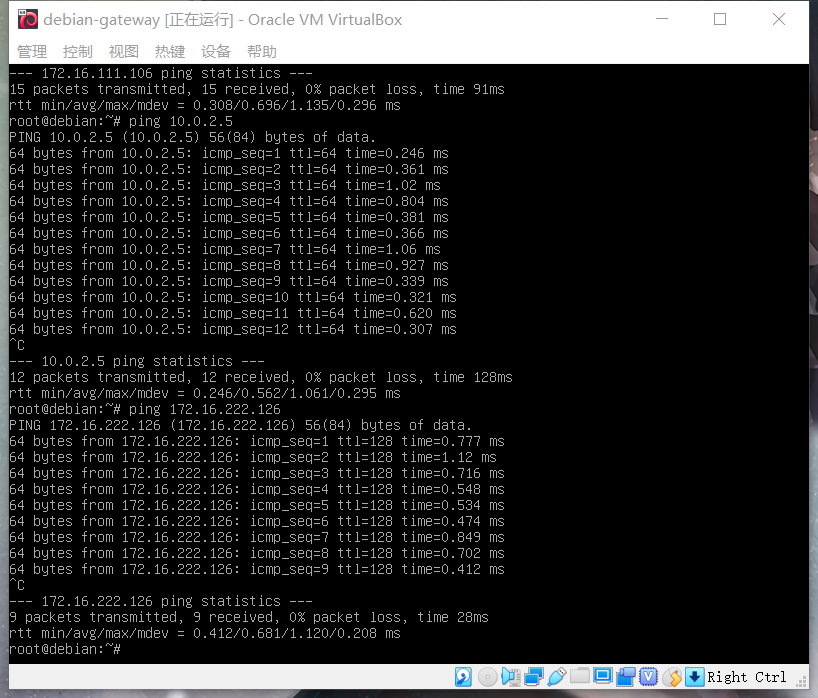 debian-gateway [正在运行] - Oracle VM VirtualBox
管理 控制 视图 热键 设备 帮助
--- 172.16.111.106 ping statistics ---
15 packets transmitted, 15 received, 0% packet loss, time 91ms
rtt min/avg/max/mdev = 0.308/0.696/1.135/0.296 ms
root@debian:~# ping 10.0.2.5
PING 10.0.2.5 (10.0.2.5) 56(84) bytes of data.
64 bytes from 10.0.2.5: icmp_seq=1 ttl=64 time=0.246 ms
64 bytes from 10.0.2.5: icmp_seq=2 ttl=64 time=0.361 ms
64 bytes from 10.0.2.5: icmp_seq=3 ttl=64 time=1.02 ms
64 bytes from 10.0.2.5: icmp_seq=4 ttl=64 time=0.804 ms
64 bytes from 10.0.2.5: icmp_seq=5 ttl=64 time=0.381 ms
64 bytes from 10.0.2.5: icmp_seq=6 ttl=64 time=0.366 ms
64 bytes from 10.0.2.5: icmp_seq=7 ttl=64 time=1.06 ms
64 bytes from 10.0.2.5: icmp_seq=8 ttl=64 time=0.927 ms
64 bytes from 10.0.2.5: icmp_seq=9 ttl=64 time=0.339 ms
64 bytes from 10.0.2.5: icmp_seq=10 ttl=64 time=0.321 ms
64 bytes from 10.0.2.5: icmp_seq=11 ttl=64 time=0.620 ms
64 bytes from 10.0.2.5: icmp_seq=12 ttl=64 time=0.307 ms
^C
--- 10.0.2.5 ping statistics ---
12 packets transmitted, 12 received, 0% packet loss, time 128ms
rtt min/avg/max/mdev = 0.246/0.562/1.061/0.295 ms
root@debian:~# ping 172.16.222.126
PING 172.16.222.126 (172.16.222.126) 56(84) bytes of data.
64 bytes from 172.16.222.126: icmp_seq=1 ttl=128 time=0.777 ms
64 bytes from 172.16.222.126: icmp_seq=2 ttl=128 time=1.12 ms
64 bytes from 172.16.222.126: icmp_seq=3 ttl=128 time=0.716 ms
64 bytes from 172.16.222.126: icmp_seq=4 ttl=128 time=0.548 ms
64 bytes from 172.16.222.126: icmp_seq=5 ttl=128 time=0.534 ms
64 bytes from 172.16.222.126: icmp_seq=6 ttl=128 time=0.474 ms
64 bytes from 172.16.222.126: icmp_seq=7 ttl=128 time=0.849 ms
64 bytes from 172.16.222.126: icmp_seq=8 ttl=128 time=0.702 ms
64 bytes from 172.16.222.126: icmp_seq=9 ttl=128 time=0.412 ms
^C
--- 172.16.222.126 ping statistics ---
9 packets transmitted, 9 received, 0% packet loss, time 28ms
rtt min/avg/max/mdev = 0.412/0.681/1.120/0.208 ms
root@debian:~#
Right Ctrl